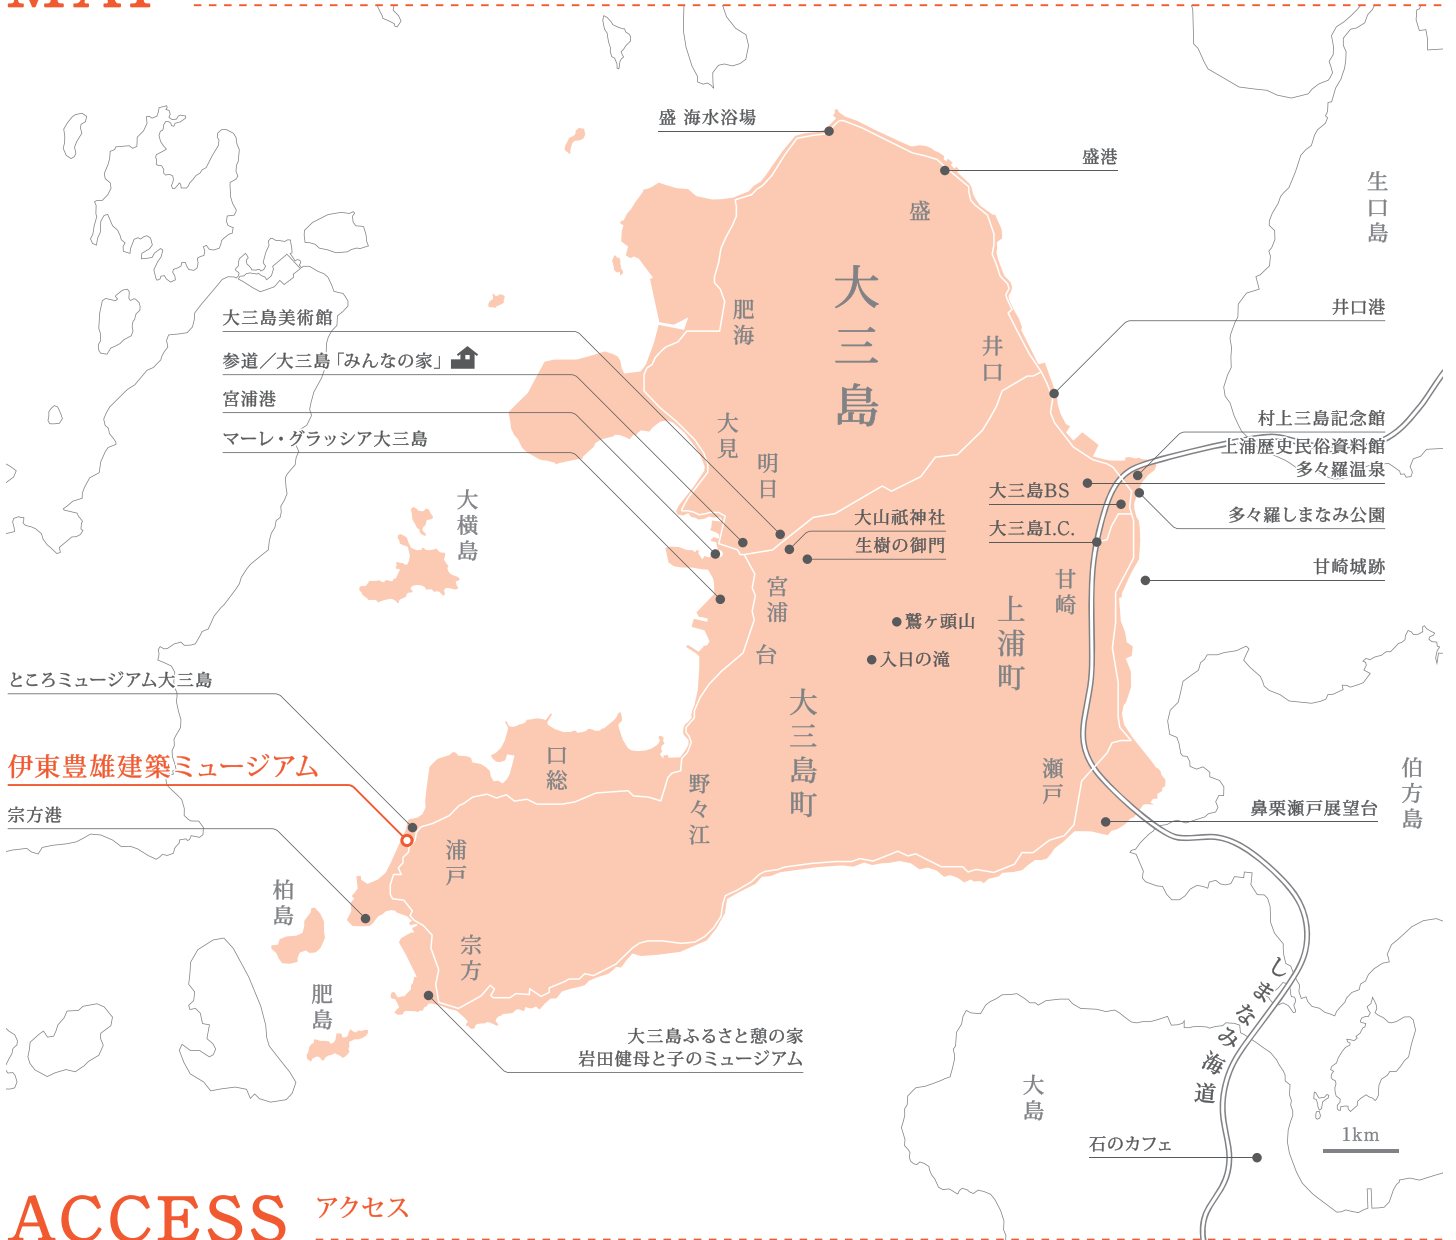 MAP
盛 海水浴場
盛港
生口島
盛
大三島
肥海
井口
井口港
大三島美術館
参道／大三島「みんなの家」
宮浦港
マーレ・グラッシア大三島
大見
明日
村上三島記念館
上浦歴史民俗資料館
多々羅温泉
大三島BS
多々羅しまなみ公園
大三島I.C.
大山祇神社
生樹の御門
甘崎城跡
大横島
宮浦
甘崎
上浦町
鷲ヶ頭山
台
入日の滝
ところミュージアム大三島
大三島町
伊東豊雄建築ミュージアム
口総
野々江
瀬戸
伯方島
宗方港
鼻栗瀬戸展望台
浦戸
柏島
宗方
肥島
しまなみ海道
大三島ふるさと憩の家
岩田健母と子のミュージアム
大島
石のカフェ
1km
ACCESS アクセス